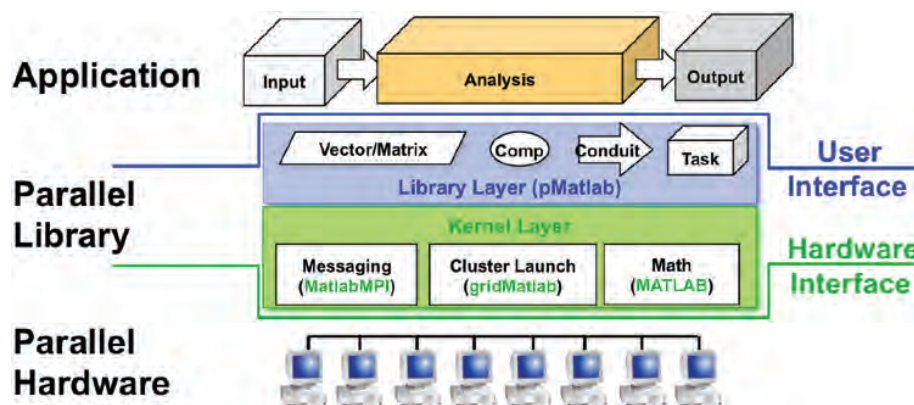 Application
Input
Analysis
Output
Vector/Matrix
Comp
Conduit
Task
Library Layer (pMatlab)
User
Interface
Parallel
Library
Kernel Layer
Messaging
(MatlabMPI)
Cluster Launch
(gridMatlab)
Math
(MATLAB)
Hardware
Interface
Parallel
Hardware